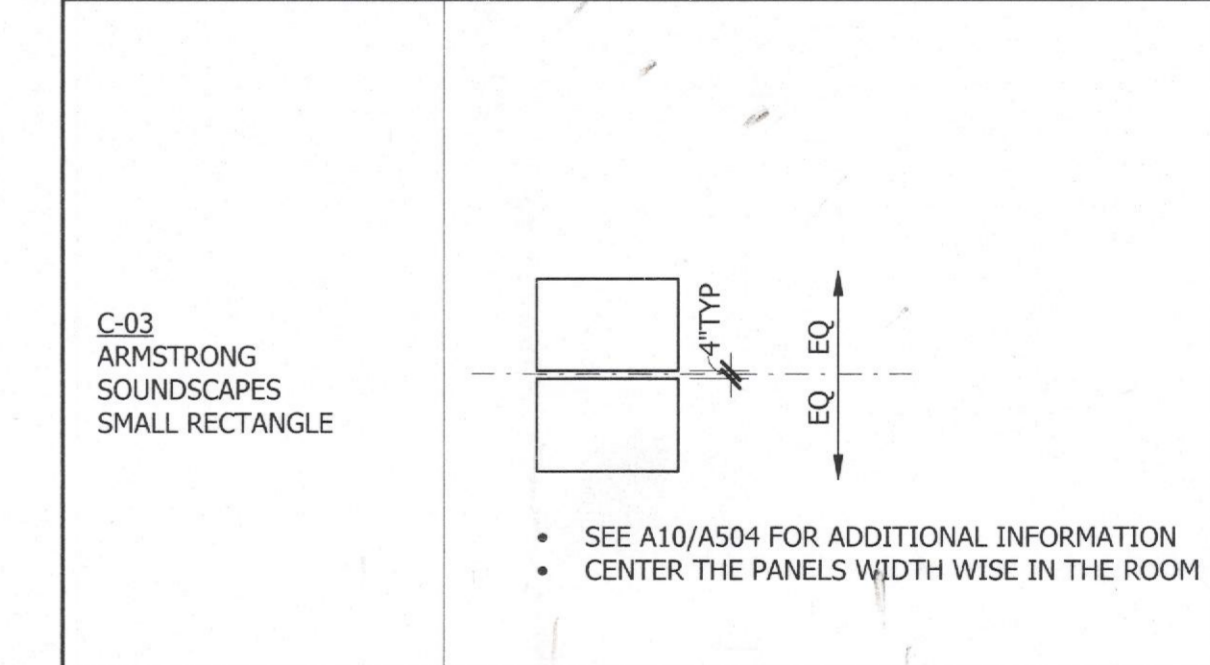 C-03
ARMSTRONG
SOUNDSCAPES
SMALL RECTANGLE
4"TYP
EQ
EQ
• SEE A10/A504 FOR ADDITIONAL INFORMATION
• CENTER THE PANELS WIDTH WISE IN THE ROOM